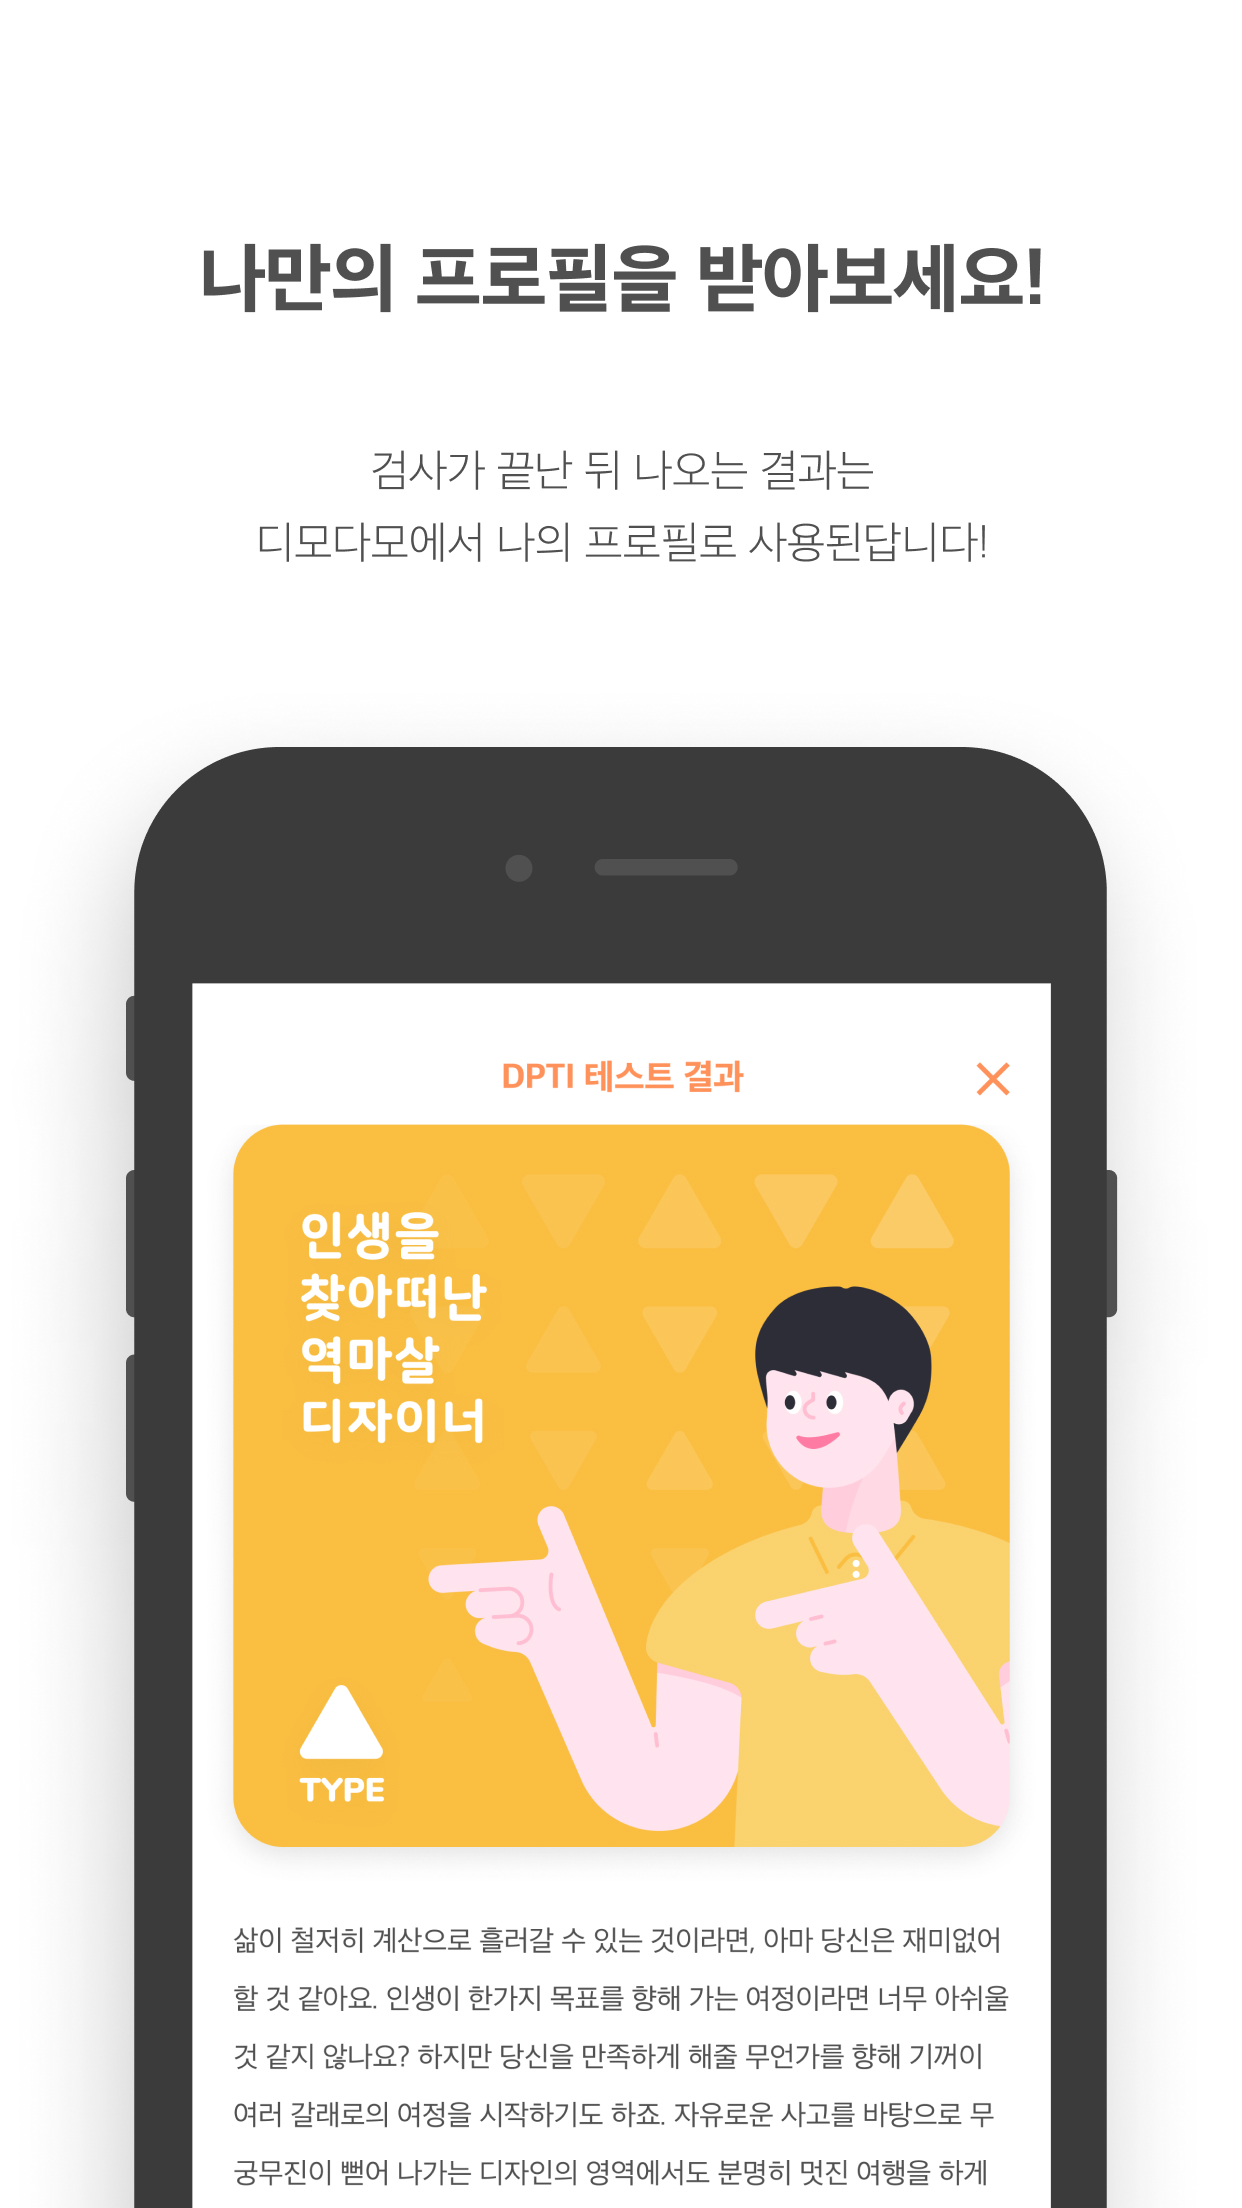 나만의 프로필을 받아보세요!
검사가 끝난 뒤 나오는 결과는
디모다모에서 나의 프로필로 사용된답니다!
DPTI 테스트 결과
인생을
찾아떠난
역마살
디자이너
TYPE
삶이 철저히 계산으로 흘러갈 수 있는 것이라면, 아마 당신은 재미없어
할 것 같아요. 인생이 한가지 목표를 향해 가는 여정이라면 너무 아쉬울
것 같지 않나요? 하지만 당신을 만족하게 해줄 무언가를 향해 기꺼이
여러 갈래로의 여정을 시작하기도 하죠. 자유로운 사고를 바탕으로 무
궁무진이 뻗어 나가는 디자인의 영역에서도 분명히 멋진 여행을 하게